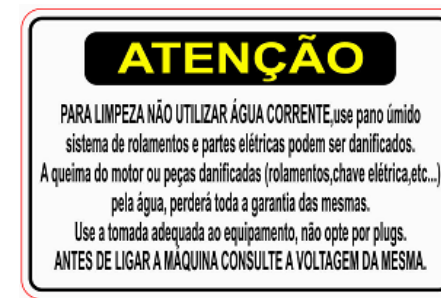 ATENÇÃO
PARA LIMPEZA NÃO UTILIZAR ÁGUA CORRENTE,use pano úmido
sistema de rolamentos e partes elétricas podem ser danificados.
A queima do motor ou peças danificadas (rolamentos,chave elétrica,etc...)
pela água, perderá toda a garantia das mesmas.
Use a tomada adequada ao equipamento, não opte por plugs.
ANTES DE LIGAR A MÁQUINA CONSULTE A VOLTAGEM DA MESMA.